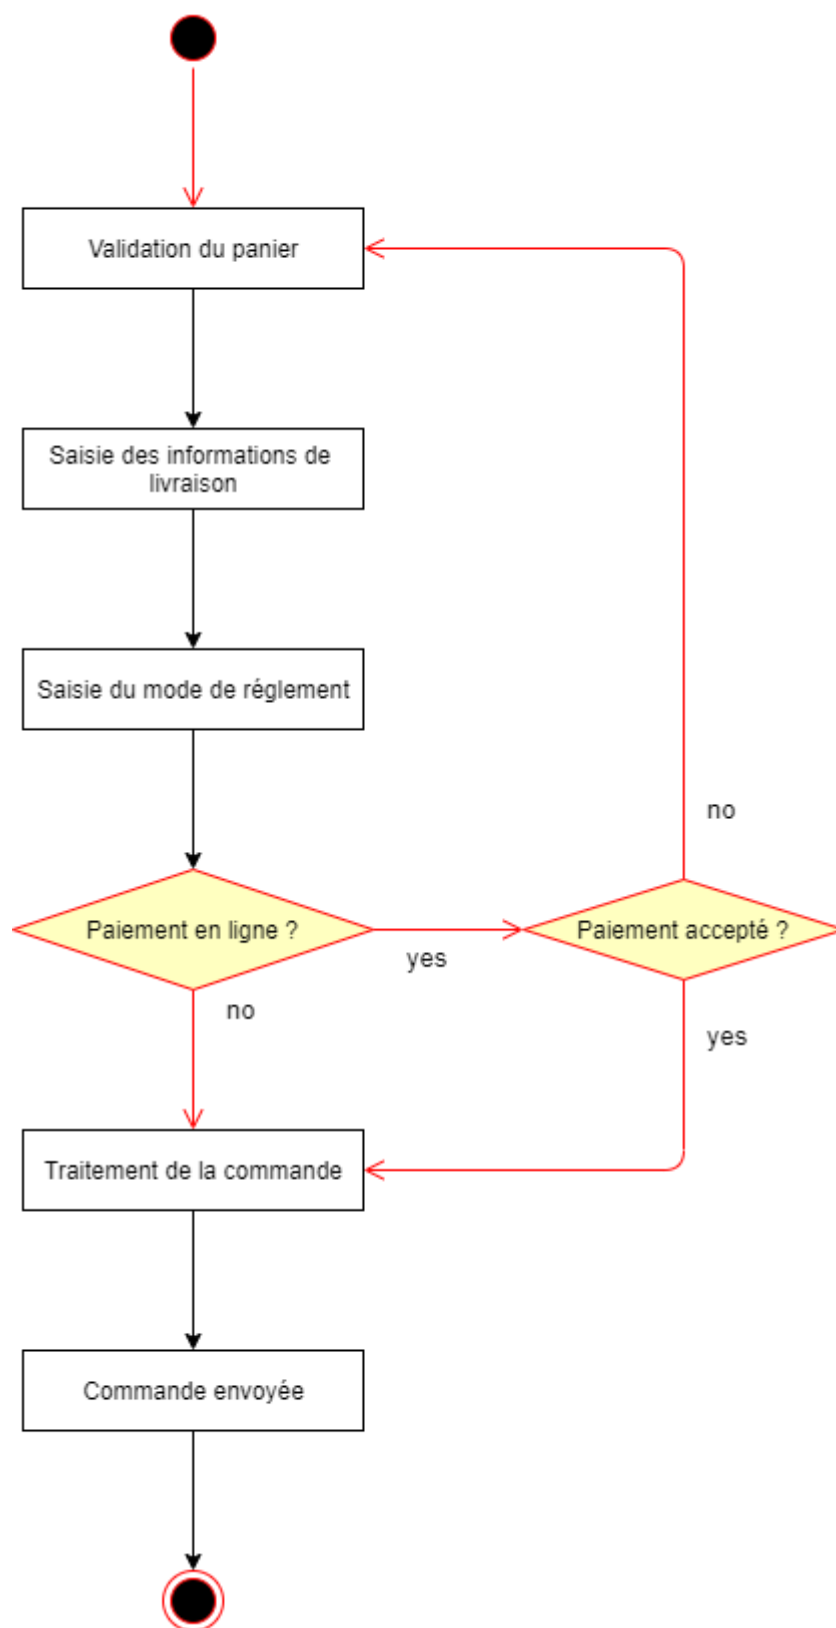 Validation du panier
Saisie des informations de
livraison
Saisie du mode de réglement
no
Paiement en ligne ?
Paiement accepté ?
yes
no
yes
Traitement de la commande
Commande envoyée